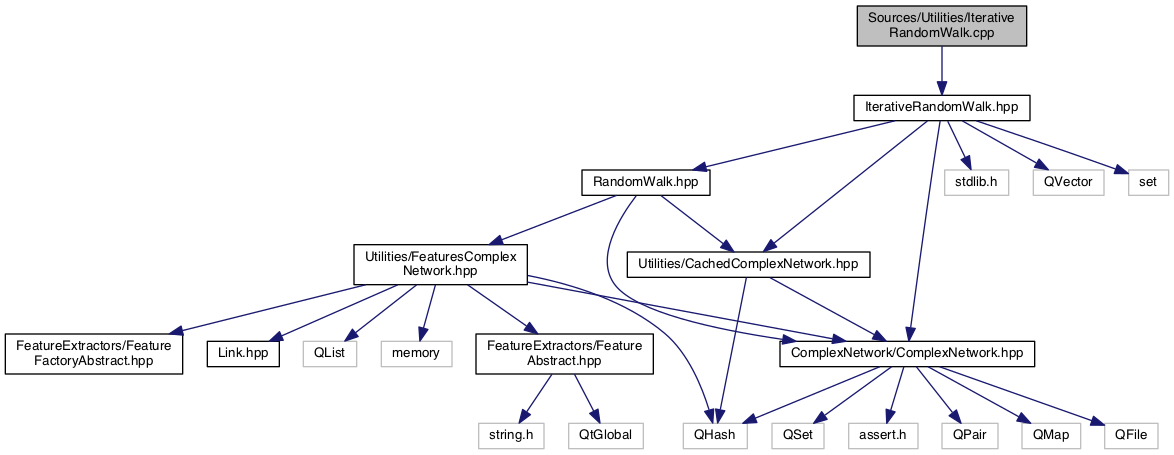 Sources/Utilities/Iterative
RandomWalk.cpp
IterativeRandomWalk.hpp
RandomWalk.hpp
stdlib.h
QVector
set
Utilities/FeaturesComplex
Network.hpp
Utilities/CachedComplexNetwork.hpp
FeatureExtractors/Feature
FactoryAbstract.hpp
Link.hpp
QList
memory
FeatureExtractors/Feature
Abstract.hpp
ComplexNetwork/ComplexNetwork.hpp
string.h
QtGlobal
QHash
QSet
assert.h
QPair
QMap
QFile